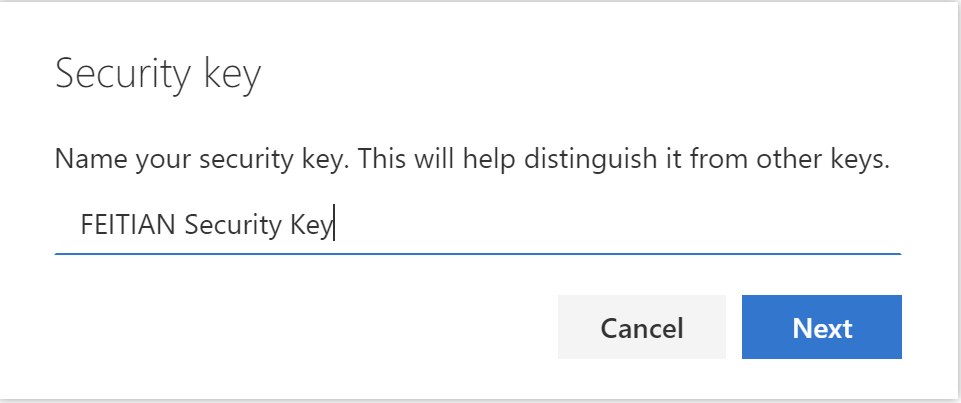 Security key
Name your security key. This will help distinguish it from other keys.
FEITIAN Security Key
Cancel
Next